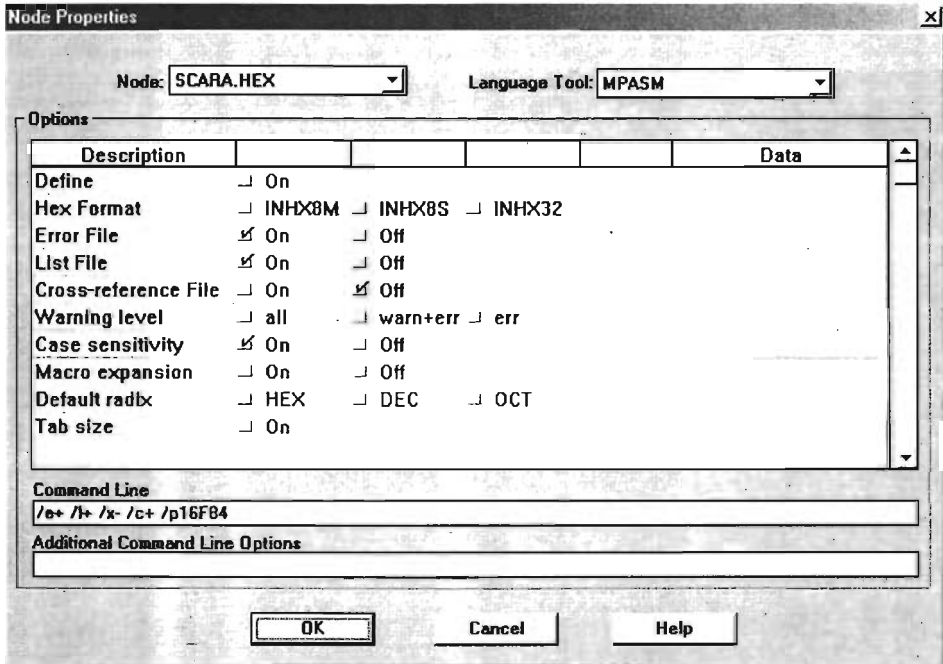 Node Properties
Node: SCARA.HEX Language Tool: MPASM
Options
Description Data
Define On
Hex Format INHX8M INHX8S INHX32
Error File On Off
List File On Off
Cross-reference File On Off
Warning level all warn+err err
Case sensitivity On Off
Macro expansion On Off
Default radix HEX DEC OCT
Tab size On
Command Line
/e+ /l+ /x- /c+ /p16F84
Additional Command Line Options
OK Cancel Help